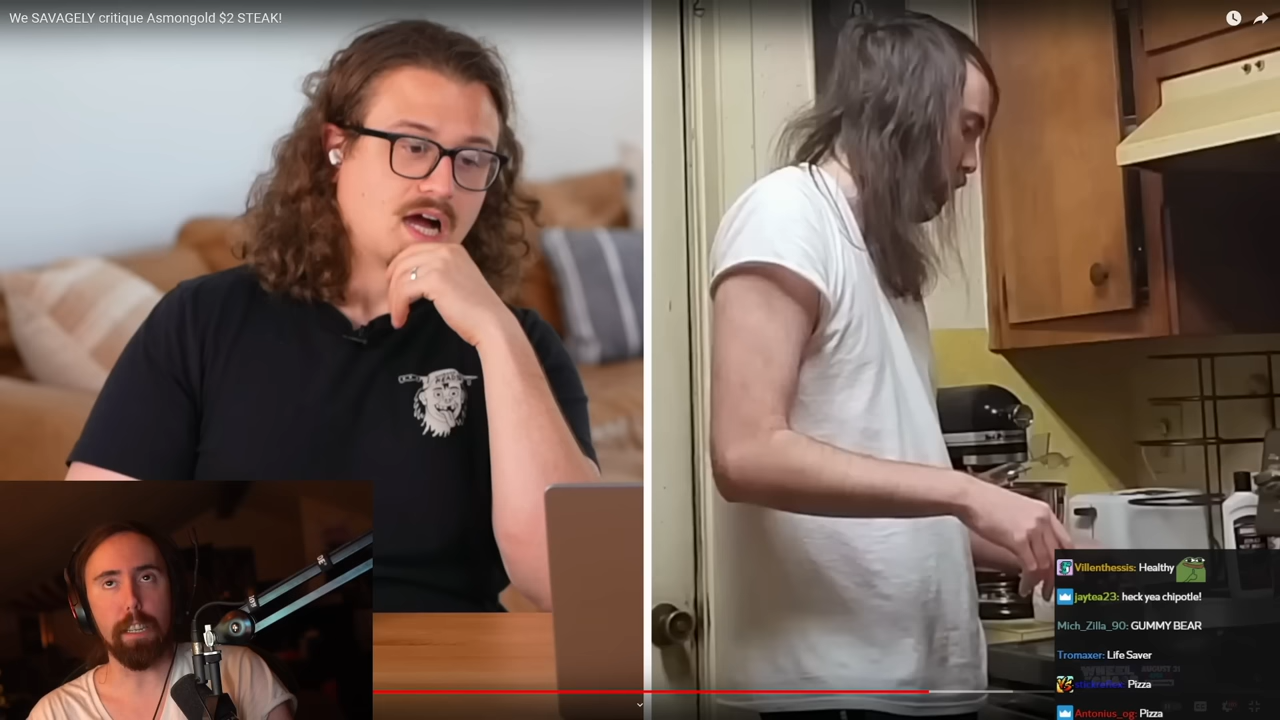 We SAVAGELY critique Asmongold $2 STEAK!
Villenthessis: Healthy
jaytea23: heck yea chipotle!
Mich_Zilla_90: GUMMY BEAR
Tromaxer: Life Saver
Pizza
Antonius_og: Pizza